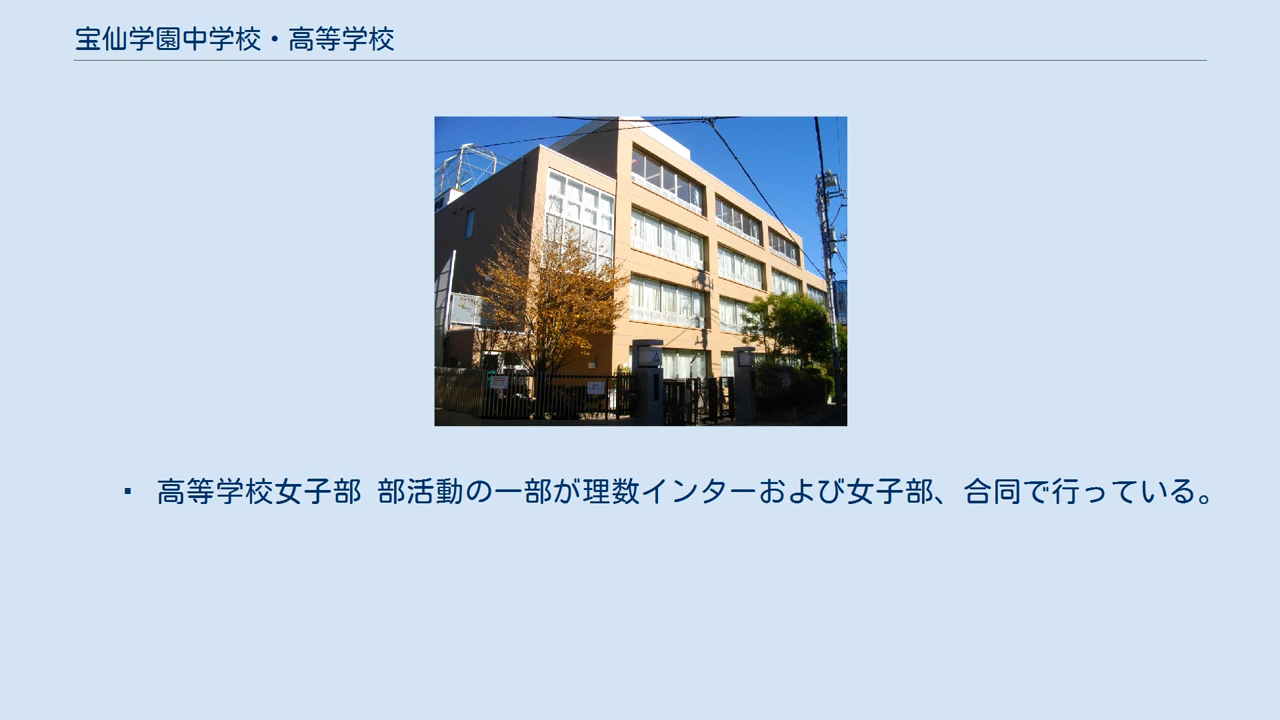 宝仙学園中学校・高等学校
▪ 高等学校女子部 部活動の一部が理数インターおよび女子部、合同で行っている。